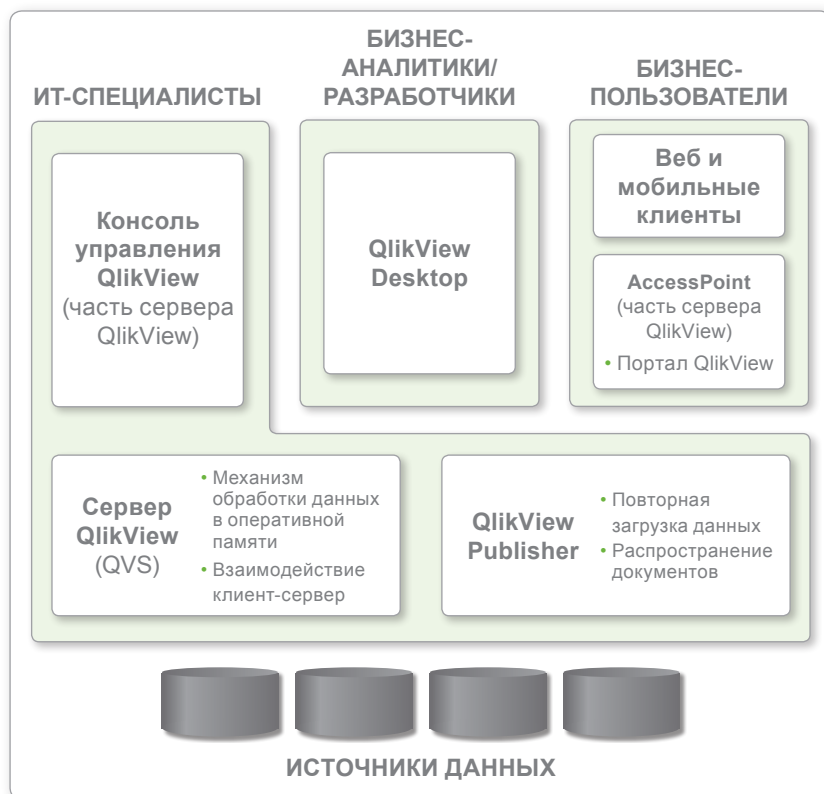 ИТ-СПЕЦИАЛИСТЫ
БИЗНЕС-
АНАЛИТИКИ/
РАЗРАБОТЧИКИ
БИЗНЕС-
ПОЛЬЗОВАТЕЛИ
Консоль
управления
QlikView
(часть сервера
QlikView)
QlikView
Desktop
Веб и
мобильные
клиенты
AccessPoint
(часть сервера
QlikView)
• Портал QlikView
Сервер
QlikView
(QVS)
• Механизм
обработки данных
в оперативной
памяти
• Взаимодействие
клиент-сервер
QlikView
Publisher
• Повторная
загрузка данных
• Распространение
документов
ИСТОЧНИКИ ДАННЫХ